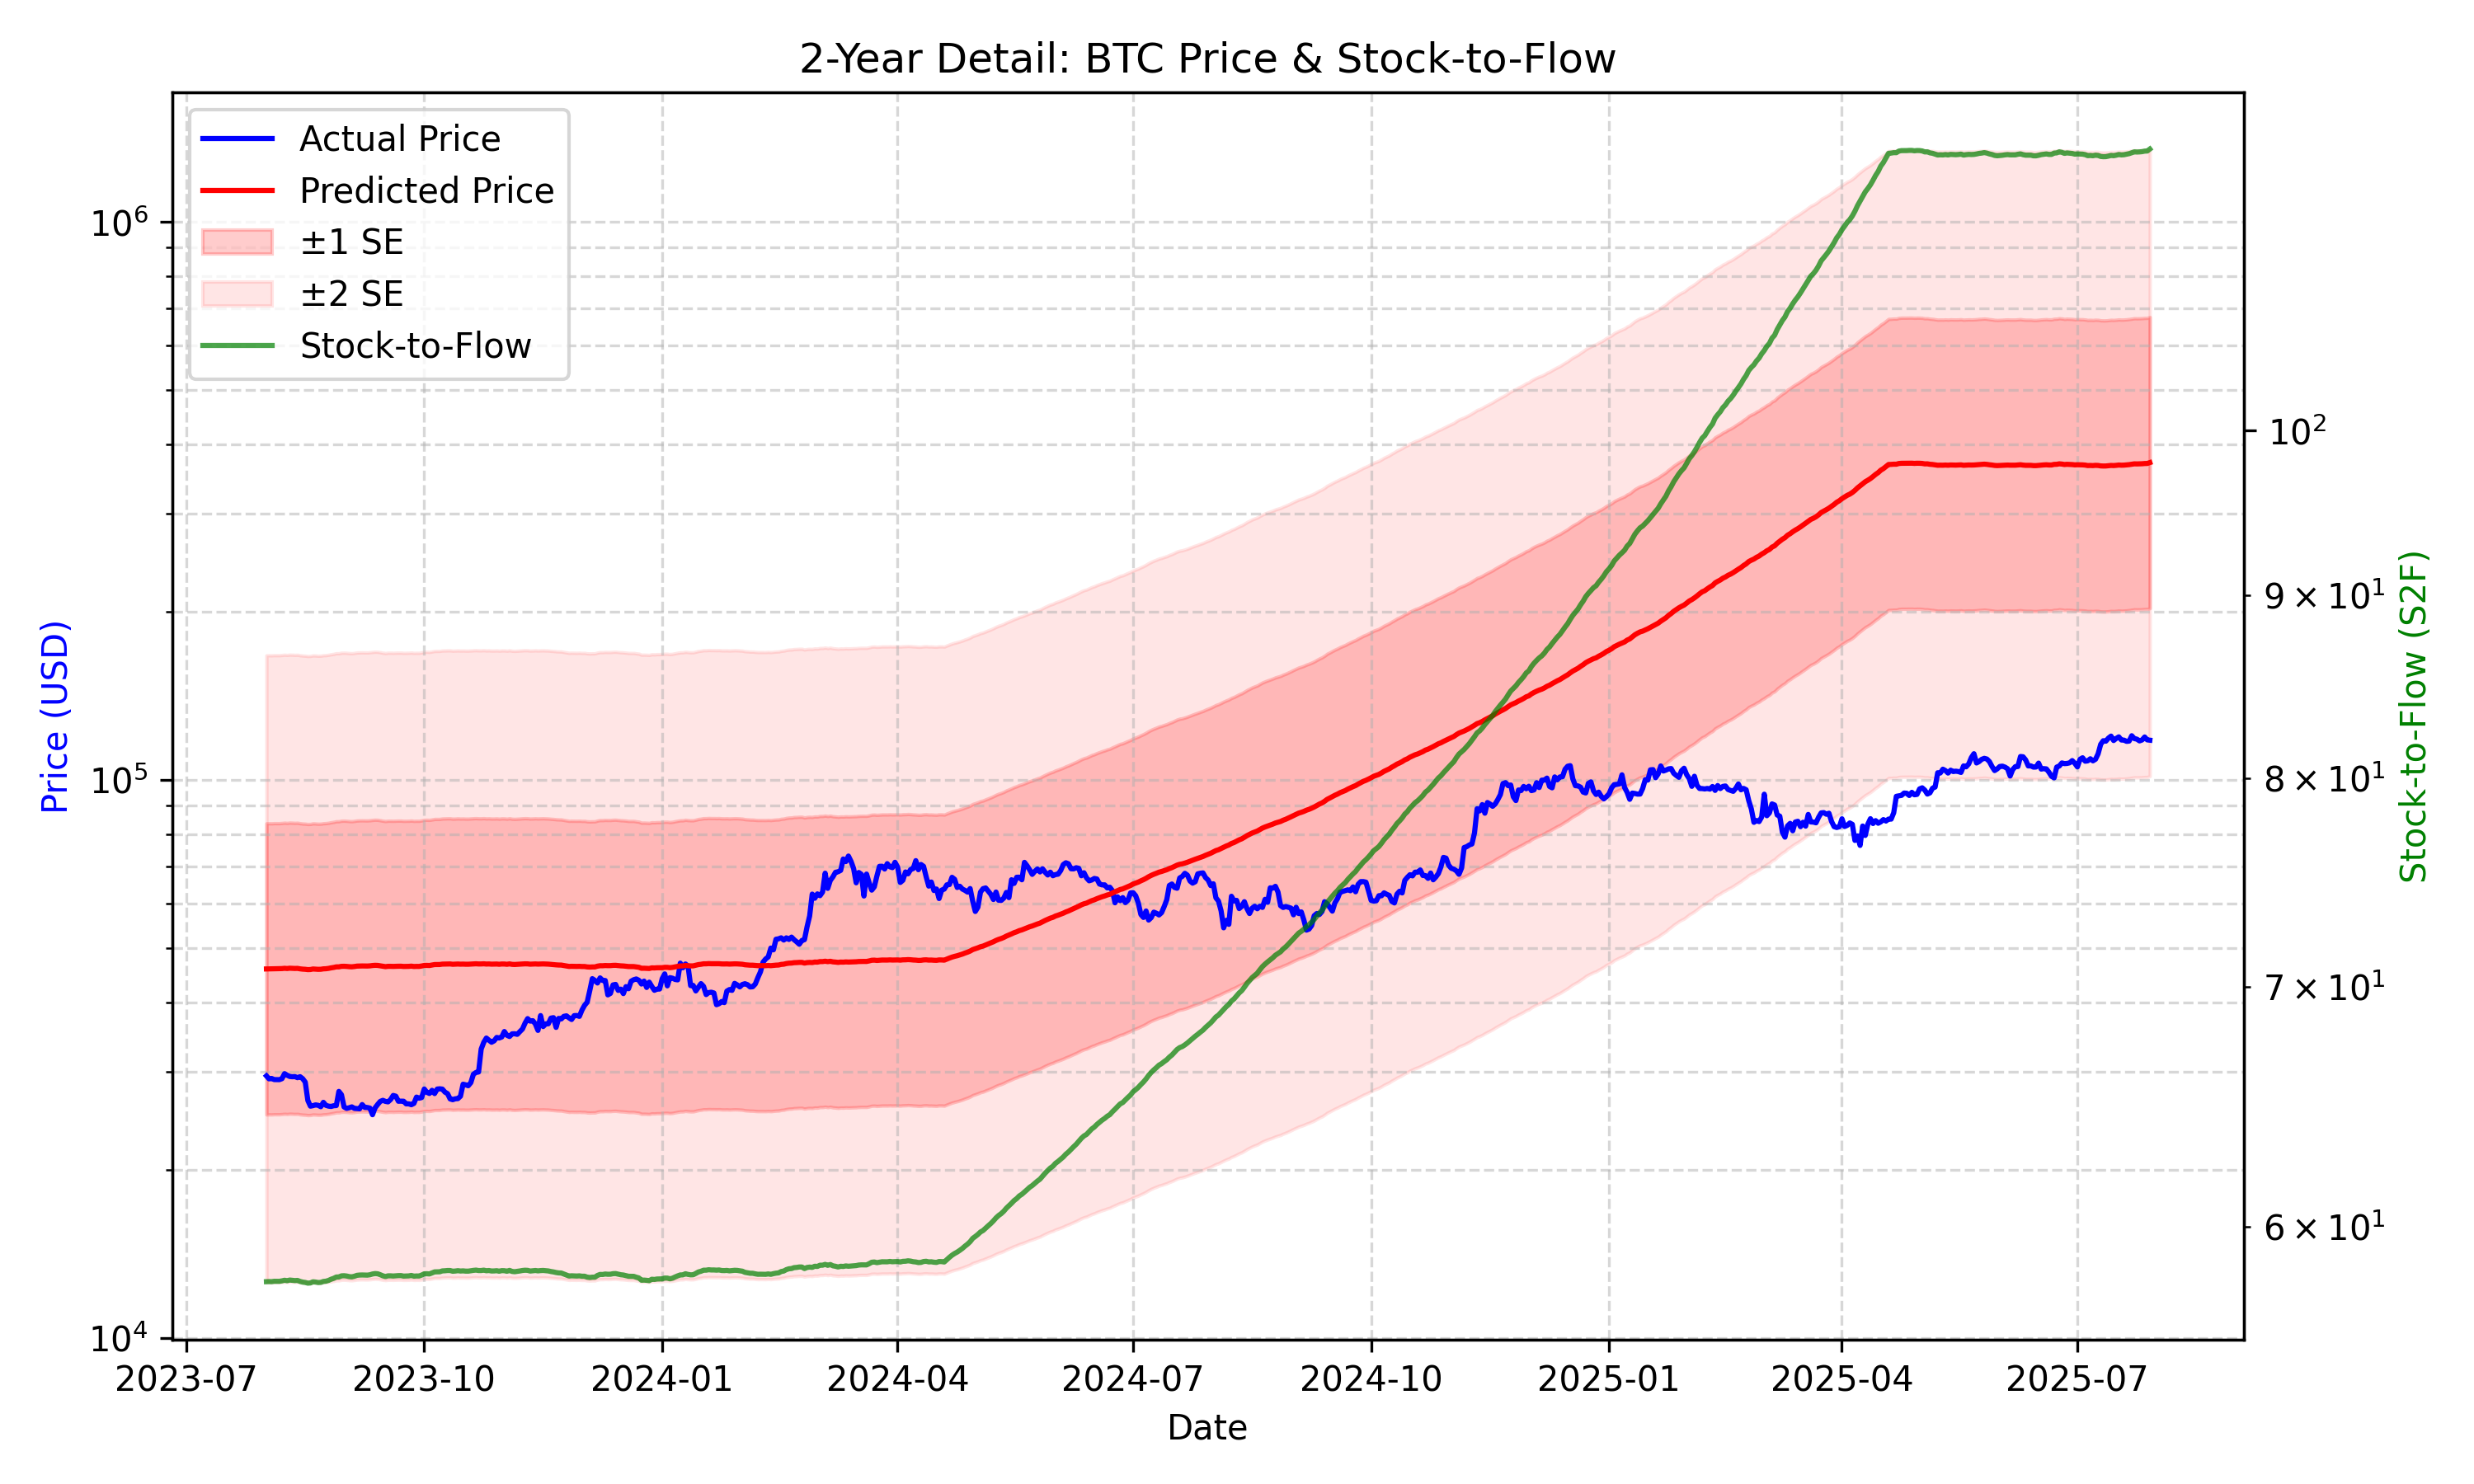 2-Year Detail: BTC Price & Stock-to-Flow
Actual Price
Predicted Price
±1 SE
±2 SE
Stock-to-Flow
10⁶
10⁵
10⁴
Price (USD)
10²
9 × 10¹
8 × 10¹
7 × 10¹
6 × 10¹
Stock-to-Flow (S2F)
2023-07
2023-10
2024-01
2024-04
2024-07
2024-10
2025-01
2025-04
2025-07
Date